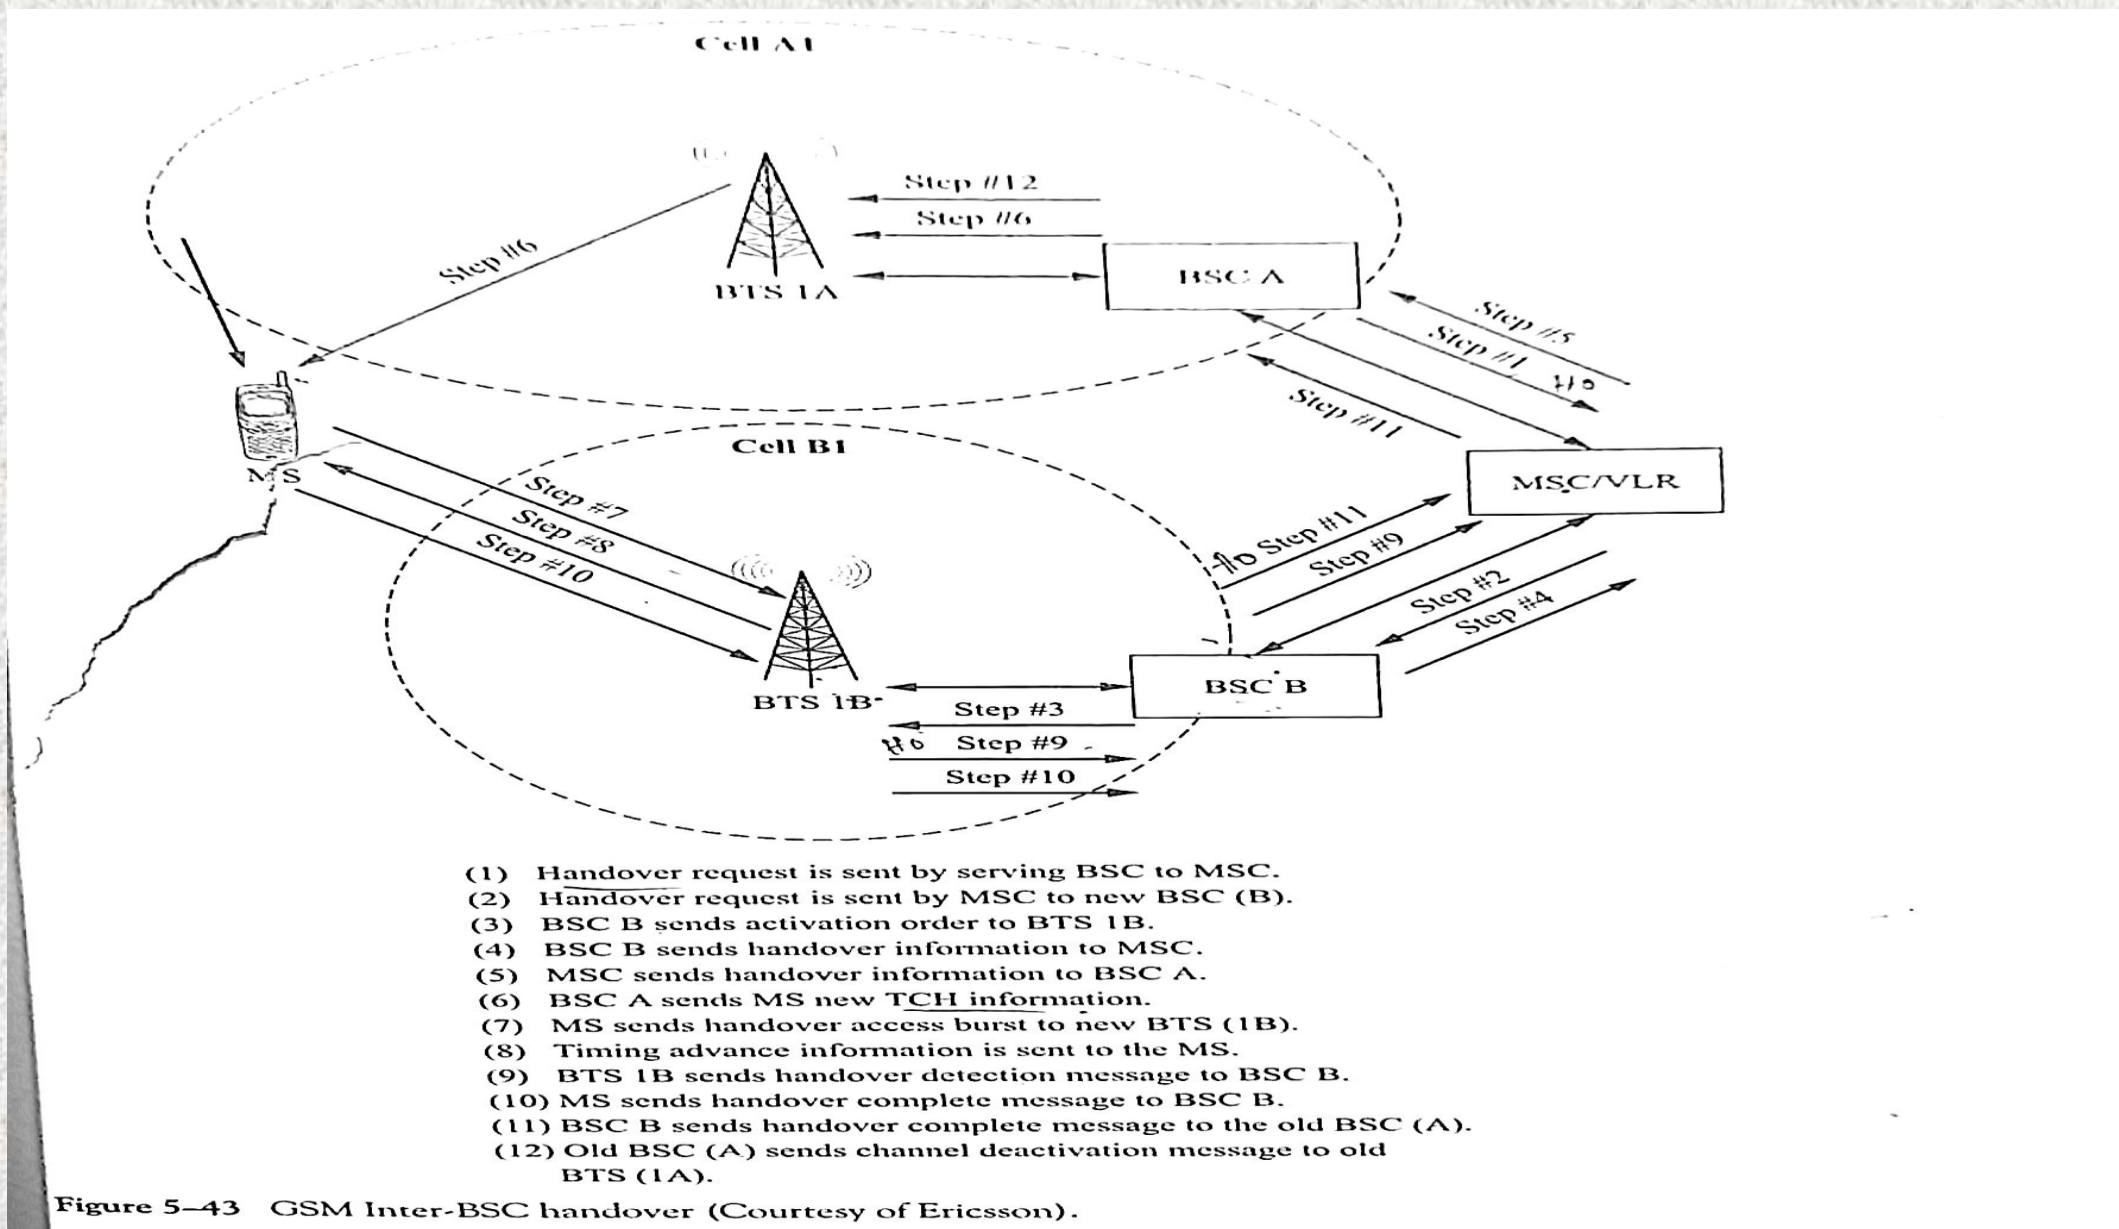 Cell A1
Step #12
Step #6
Step #6
BTS 1A
BSC A
Step #5
Step #1
HO
Step #11
MS
Cell B1
MSC/VLR
Step #7
Step #8
Step #10
HO Step #11
Step #9
Step #2
Step #4
BTS 1B
BSC B
Step #3
HO Step #9
Step #10
(1) Handover request is sent by serving BSC to MSC.
(2) Handover request is sent by MSC to new BSC (B).
(3) BSC B sends activation order to BTS 1B.
(4) BSC B sends handover information to MSC.
(5) MSC sends handover information to BSC A.
(6) BSC A sends MS new TCH information.
(7) MS sends handover access burst to new BTS (1B).
(8) Timing advance information is sent to the MS.
(9) BTS 1B sends handover detection message to BSC B.
(10) MS sends handover complete message to BSC B.
(11) BSC B sends handover complete message to the old BSC (A).
(12) Old BSC (A) sends channel deactivation message to old
BTS (1A).
Figure 5–43 GSM Inter-BSC handover (Courtesy of Ericsson).